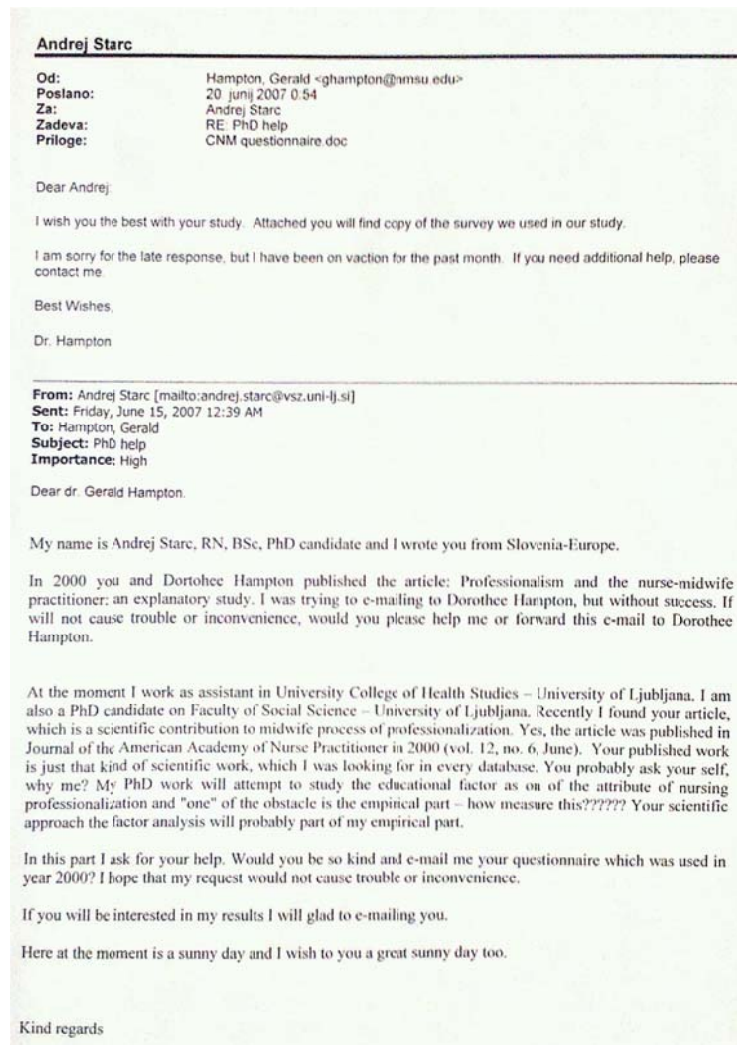 Andrej Starc
Od: Hampton, Gerald <ghampton@nmsu.edu>
Poslano: 20. junij 2007 0:54
Za: Andrej Starc
Zadeva: RE: PhD help
Priloge: CNM questionnaire.doc
Dear Andrej:
I wish you the best with your study. Attached you will find copy of the survey we used in our study.
I am sorry for the late response, but I have been on vaction for the past month. If you need additional help, please
contact me.
Best Wishes,
Dr. Hampton
From: Andrej Starc [mailto:andrej.starc@vsz.uni-lj.si]
Sent: Friday, June 15, 2007 12:39 AM
To: Hampton, Gerald
Subject: PhD help
Importance: High
Dear dr. Gerald Hampton.
My name is Andrej Starc, RN, BSc, PhD candidate and I wrote you from Slovenia-Europe.
In 2000 you and Dortohee Hampton published the article: Professionalism and the nurse-midwife
practitioner: an explanatory study. I was trying to e-mailing to Dorothee Hampton, but without success. If
will not cause trouble or inconvenience, would you please help me or forward this e-mail to Dorothee
Hampton.
At the moment I work as assistant in University College of Health Studies – University of Ljubljana. I am
also a PhD candidate on Faculty of Social Science – University of Ljubljana. Recently I found your article,
which is a scientific contribution to midwife process of professionalization. Yes, the article was published in
Journal of the American Academy of Nurse Practitioner in 2000 (vol. 12, no. 6, June). Your published work
is just that kind of scientific work, which I was looking for in every database. You probably ask your self,
why me? My PhD work will attempt to study the educational factor as on of the attribute of nursing
professionalization and "one" of the obstacle is the empirical part – how measure this?????? Your scientific
approach the factor analysis will probably part of my empirical part.
In this part I ask for your help. Would you be so kind and e-mail me your questionnaire which was used in
year 2000? I hope that my request would not cause trouble or inconvenience.
If you will be interested in my results I will glad to e-mailing you.
Here at the moment is a sunny day and I wish to you a great sunny day too.
Kind regards